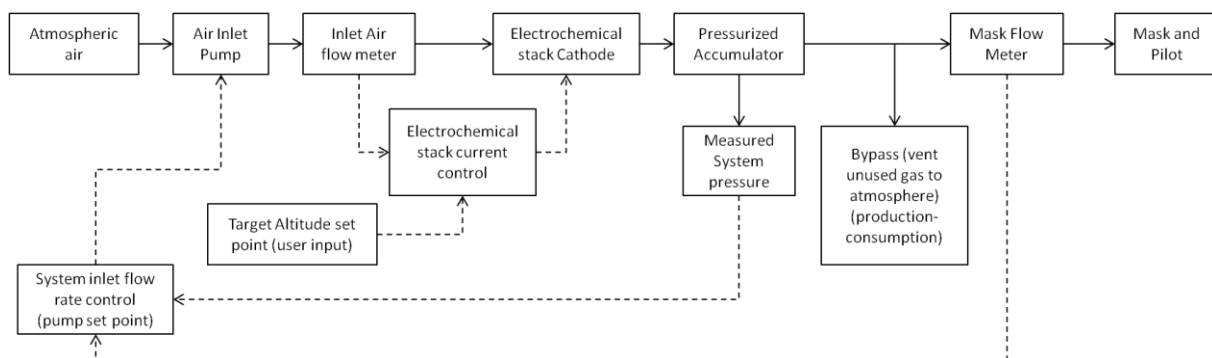 Atmospheric
air
Air Inlet
Pump
Inlet Air
flow meter
Electrochemical
stack Cathode
Pressurized
Accumulator
Mask Flow
Meter
Mask and
Pilot
Electrochemical
stack current
control
Measured
System
pressure
Bypass (vent
unused gas to
atmosphere)
(production-
consumption)
Target Altitude set
point (user input)
System inlet flow
rate control
(pump set point)